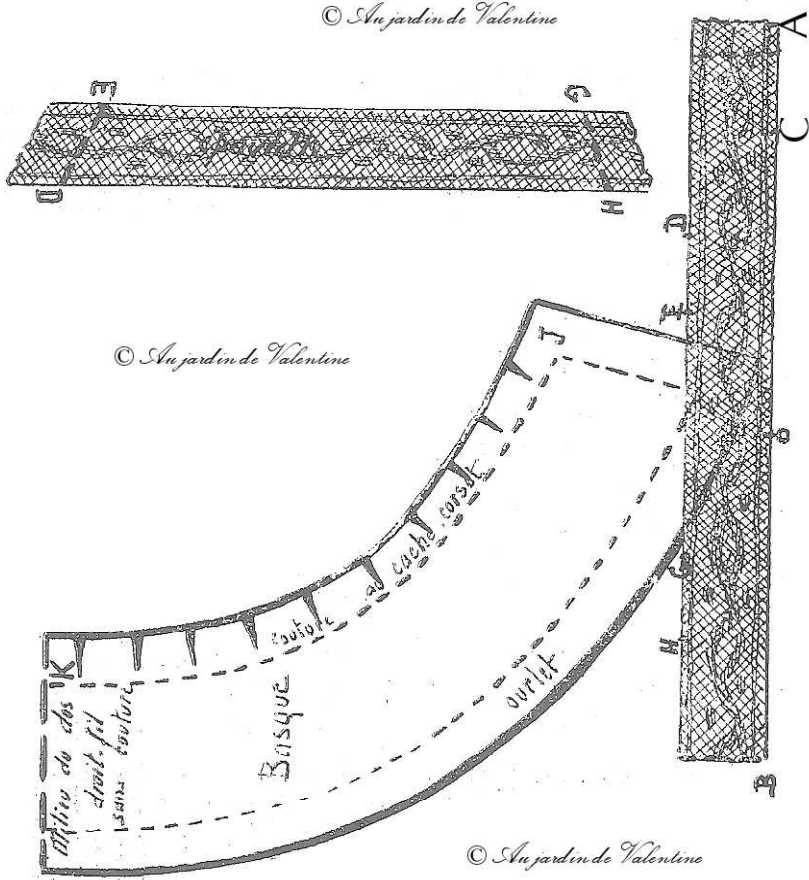 © Au jardin de Valentine
A
C
E
G
Epaulette
D
H
D
E
© Au jardin de Valentine
J
O
couture au cache corset
G
H
K
Milieu du dos
droit-fil
sans couture
Basque
ourlet
B
© Au jardin de Valentine